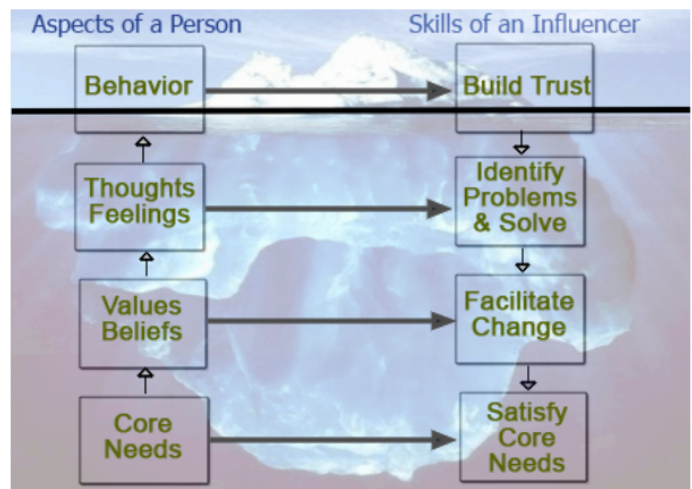 Aspects of a Person
Skills of an Influencer
Behavior
Build Trust
Thoughts
Feelings
Identify
Problems
& Solve
Values
Beliefs
Facilitate
Change
Core
Needs
Satisfy
Core
Needs